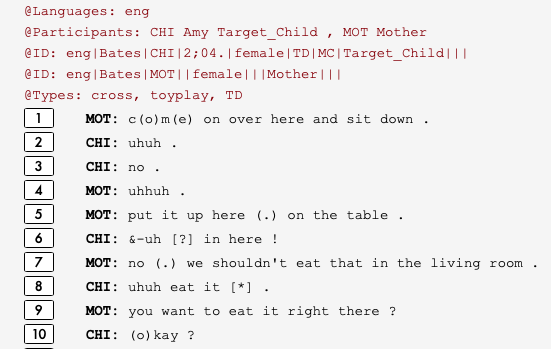 @Languages: eng
@Participants: CHI Amy Target_Child , MOT Mother
@ID: eng|Bates|CHI|2;04.|female|TD|MC|Target_Child|||
@ID: eng|Bates|MOT||female|||Mother|||
@Types: cross, toyplay, TD
1 MOT: c(o)m(e) on over here and sit down .
2 CHI: uhuh .
3 CHI: no .
4 MOT: uhhuh .
5 MOT: put it up here (.) on the table .
6 CHI: &-uh [?] in here !
7 MOT: no (.) we shouldn't eat that in the living room .
8 CHI: uhuh eat it [*] .
9 MOT: you want to eat it right there ?
10 CHI: (o)kay ?